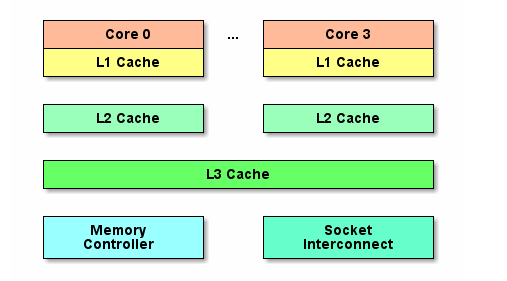 Core 0
...
Core 3
L1 Cache
L1 Cache
L2 Cache
L2 Cache
L3 Cache
Memory
Controller
Socket
Interconnect